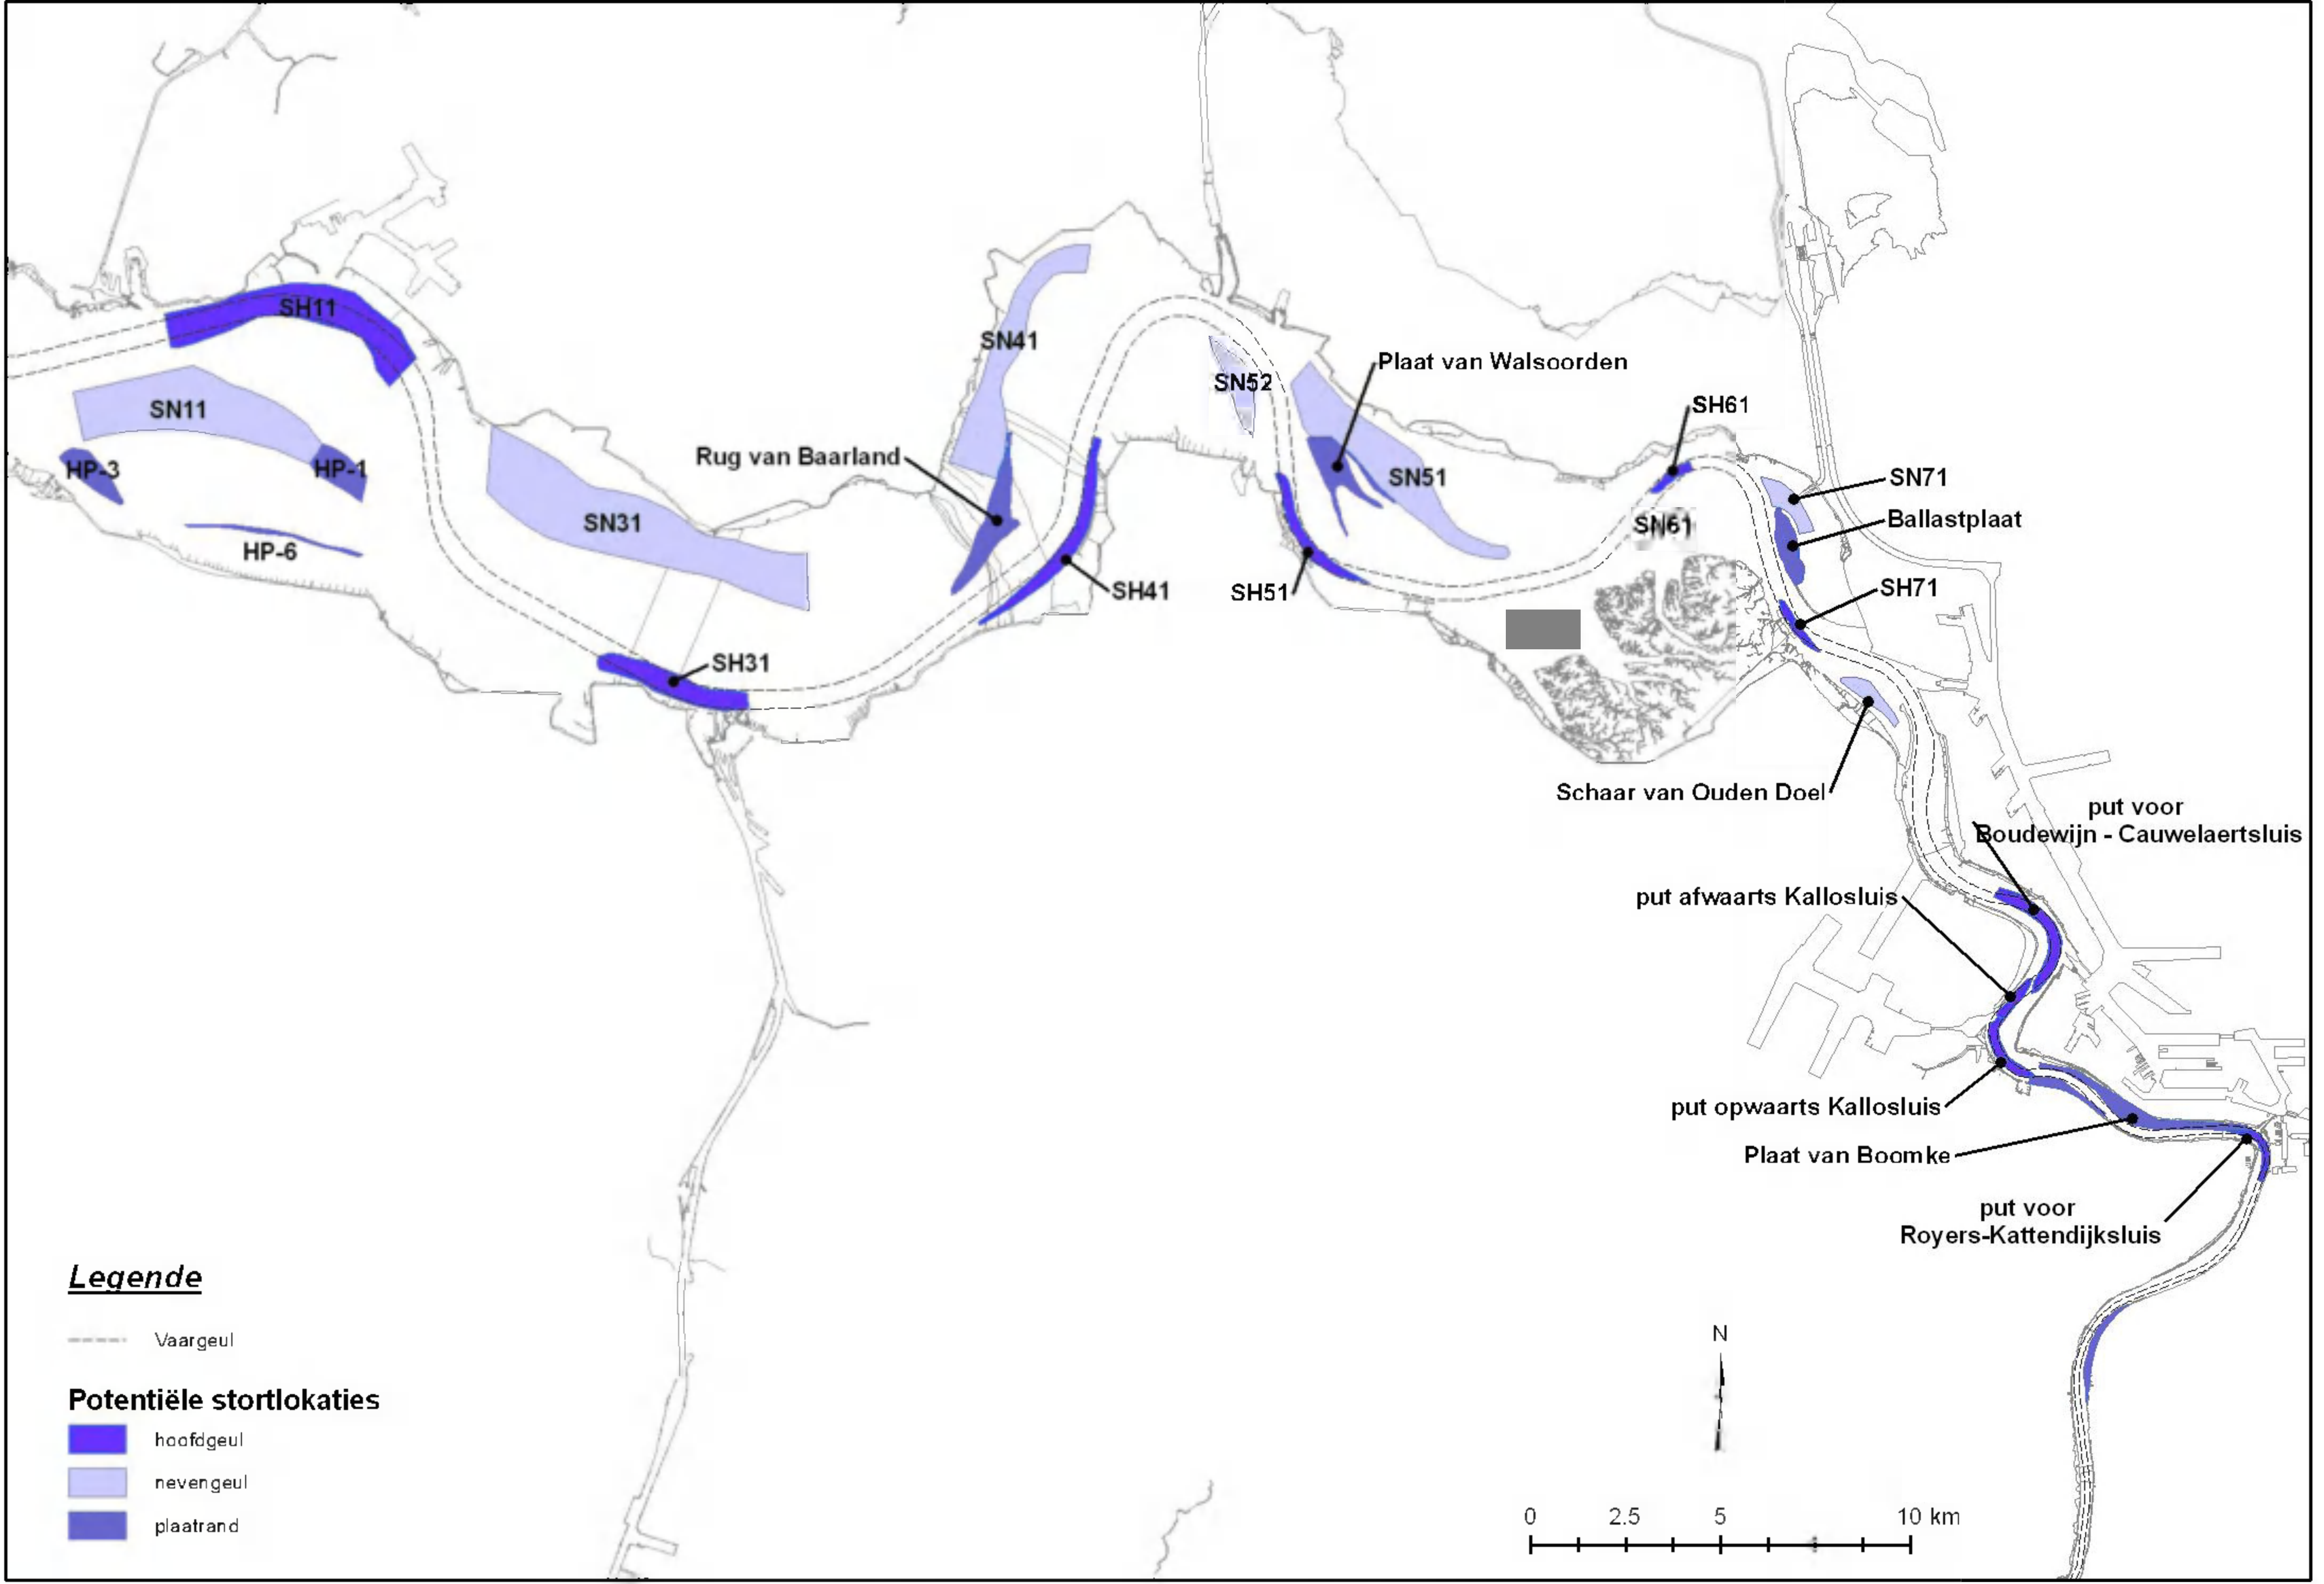 SH11
SN11
HP-3
HP-1
HP-6
SN31
SH31
Rug van Baarland
SN41
SH41
SN52
Plaat van Walsoorden
SN51
SH51
SH61
SN61
SN71
Ballastplaat
SH71
Schaar van Ouden Doel
put voor
Boudewijn - Cauwelaertsluis
put afwaarts Kallosluis
put opwaarts Kallosluis
Plaat van Boomke
put voor
Royers-Kattendijksluis
Legende
Vaargeul
Potentiële stortlokaties
hoofdgeul
nevengeul
plaatrand
N
0 2.5 5 10 km